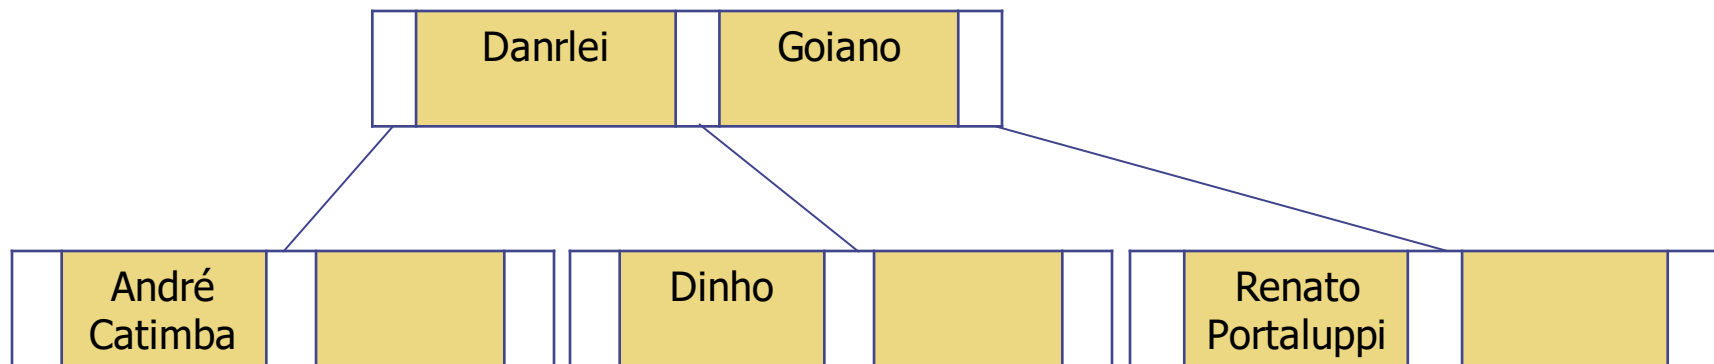 Danrlei
Goiano
André
Catimba
Dinho
Renato
Portaluppi